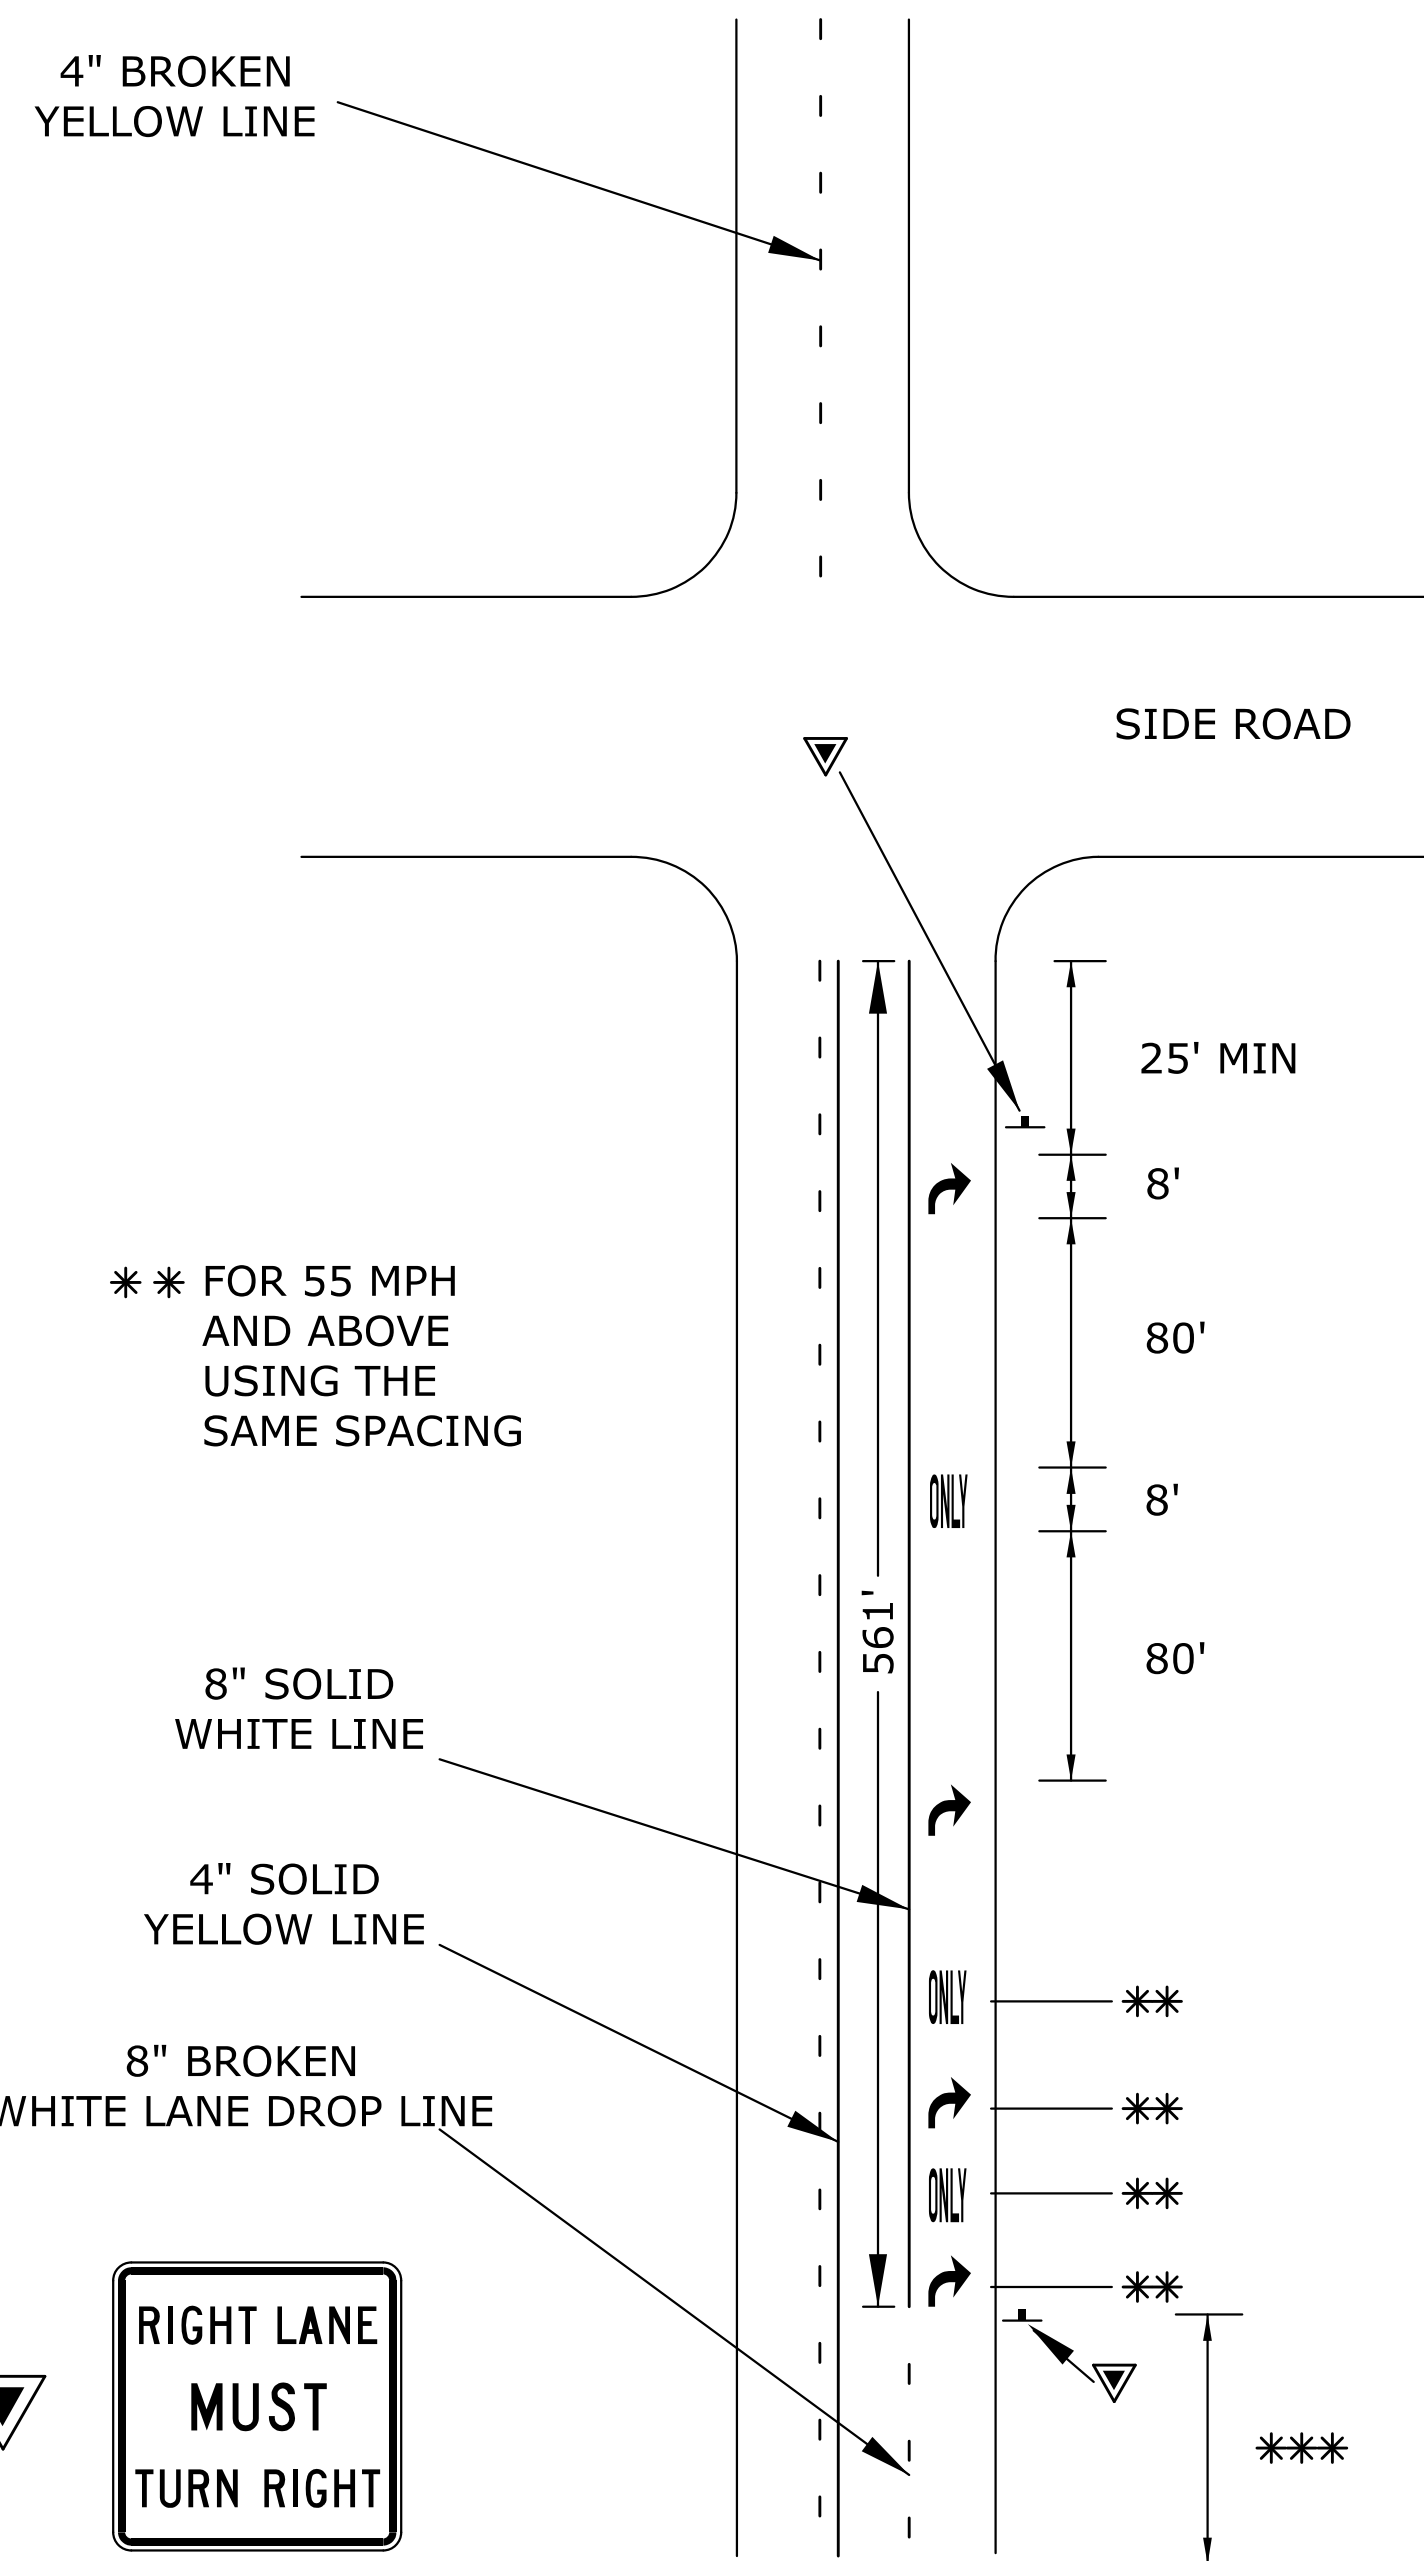 4" BROKEN
YELLOW LINE
SIDE ROAD
25' MIN
8'
** FOR 55 MPH
AND ABOVE
USING THE
SAME SPACING
80'
ONLY
8'
561'
80'
8" SOLID
WHITE LINE
4" SOLID
YELLOW LINE
ONLY
**
8" BROKEN
WHITE LANE DROP LINE
**
ONLY
**
**
RIGHT LANE
MUST
TURN RIGHT
***